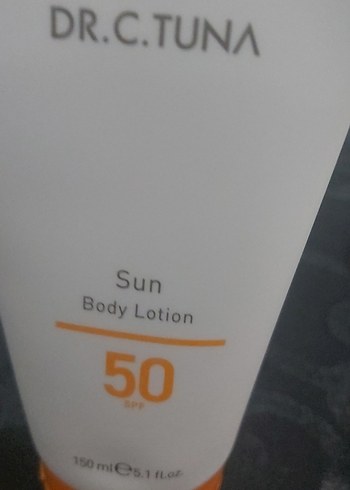 DR.C.TUNA
Sun
Body Lotion
50
SPF
150 ml ℮ 5.1 fl.oz.